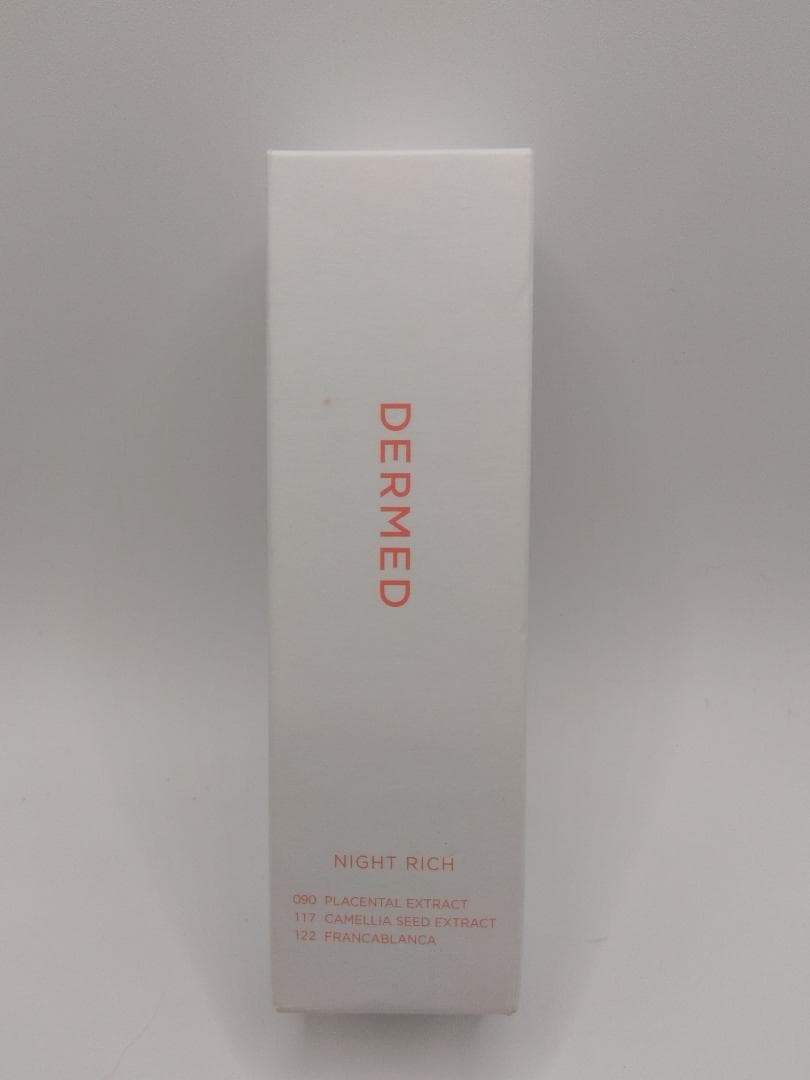 DERMED
NIGHT RICH
090 PLACENTAL EXTRACT
117 CAMELLIA SEED EXTRACT
122 FRANCABLANCA